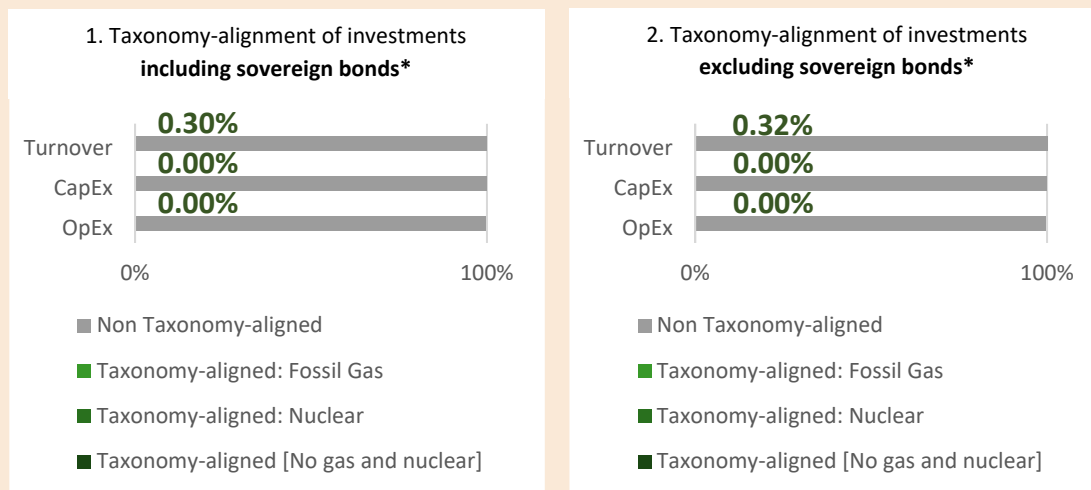 1. Taxonomy-alignment of investments
including sovereign bonds*
0.30%
Turnover
0.00%
CapEx
0.00%
OpEx
0%
100%
Non Taxonomy-aligned
Taxonomy-aligned: Fossil Gas
Taxonomy-aligned: Nuclear
Taxonomy-aligned [No gas and nuclear]
2. Taxonomy-alignment of investments
excluding sovereign bonds*
0.32%
Turnover
0.00%
CapEx
0.00%
OpEx
0%
100%
Non Taxonomy-aligned
Taxonomy-aligned: Fossil Gas
Taxonomy-aligned: Nuclear
Taxonomy-aligned [No gas and nuclear]